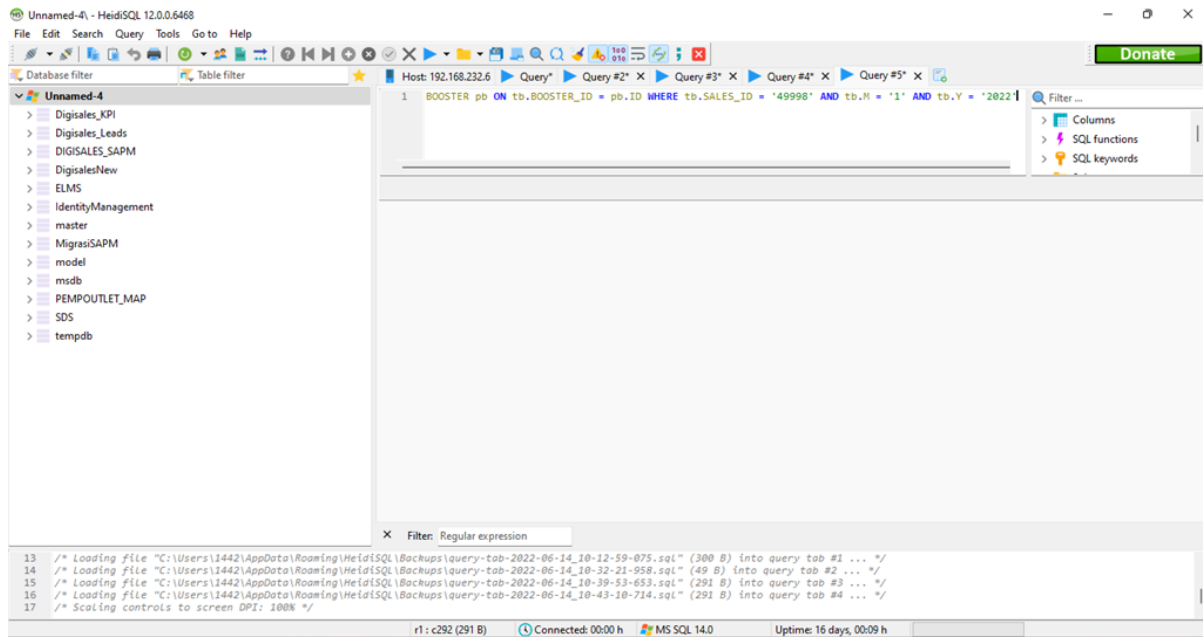 Unnamed-4\ - HeidiSQL 12.0.0.6468
File Edit Search Query Tools Go to Help
Donate
Database filter
Table filter
Host: 192.168.232.6 Query* Query #2* X Query #3* X Query #4* X Query #5* X
Unnamed-4
Digisales_KPI
Digisales_Leads
DIGISALES_SAPM
DigisalesNew
ELMS
IdentityManagement
master
MigrasiSAPM
model
msdb
PEMPOUTLET_MAP
SDS
tempdb
1 BOOSTER pb ON tb.BOOSTER_ID = pb.ID WHERE tb.SALES_ID = '49998' AND tb.M = '1' AND tb.Y = '2022'
Filter ...
Columns
SQL functions
SQL keywords
Filter: Regular expression
13 /* Loading file "C:\Users\1442\AppData\Roaming\HeidiSQL\Backups\query-tab-2022-06-14_10-12-59-075.sql" (300 B) into query tab #1 ... */
14 /* Loading file "C:\Users\1442\AppData\Roaming\HeidiSQL\Backups\query-tab-2022-06-14_10-32-21-958.sql" (49 B) into query tab #2 ... */
15 /* Loading file "C:\Users\1442\AppData\Roaming\HeidiSQL\Backups\query-tab-2022-06-14_10-39-53-653.sql" (291 B) into query tab #3 ... */
16 /* Loading file "C:\Users\1442\AppData\Roaming\HeidiSQL\Backups\query-tab-2022-06-14_10-43-10-714.sql" (291 B) into query tab #4 ... */
17 /* Scaling controls to screen DPI: 100% */
r1 : c292 (291 B) Connected: 00:00 h MS SQL 14.0 Uptime: 16 days, 00:09 h